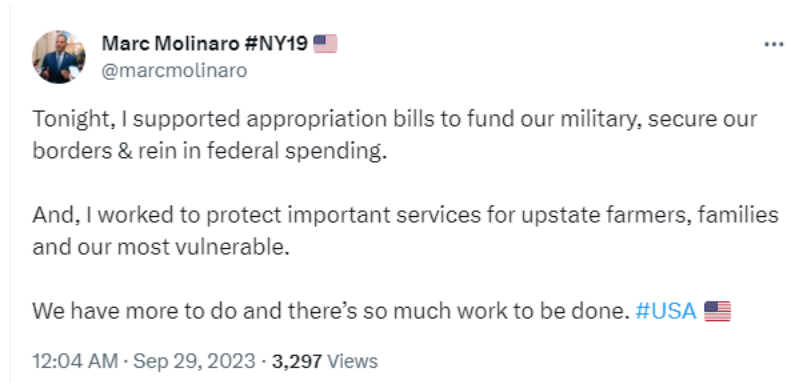 Marc Molinaro #NY19 🇺🇸
@marcmolinaro
Tonight, I supported appropriation bills to fund our military, secure our
borders & rein in federal spending.
And, I worked to protect important services for upstate farmers, families
and our most vulnerable.
We have more to do and there’s so much work to be done. #USA 🇺🇸
12:04 AM · Sep 29, 2023 · 3,297 Views